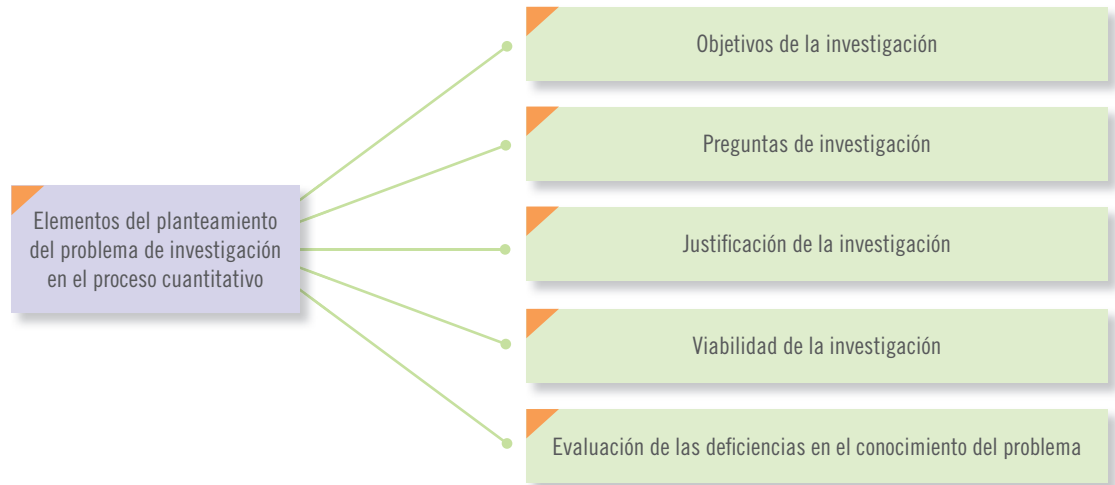 Objetivos de la investigación
Preguntas de investigación
Elementos del planteamiento
del problema de investigación
en el proceso cuantitativo
Justificación de la investigación
Viabilidad de la investigación
Evaluación de las deficiencias en el conocimiento del problema